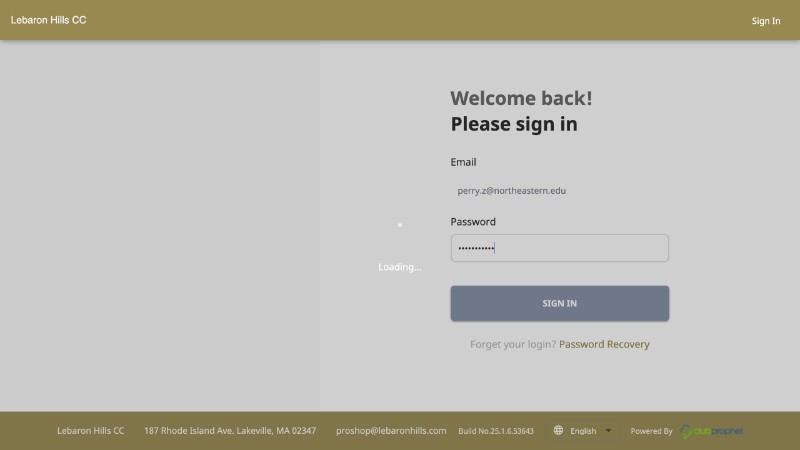 Lebaron Hills CC
Sign In
Welcome back!
Please sign in
Email
perry.z@northeastern.edu
Password
•••••••••••
Loading...
SIGN IN
Forget your login? Password Recovery
Lebaron Hills CC 187 Rhode Island Ave. Lakeville, MA 02347 proshop@lebaronhills.com Build No.25.1.6.53643 English Powered By clubprophet